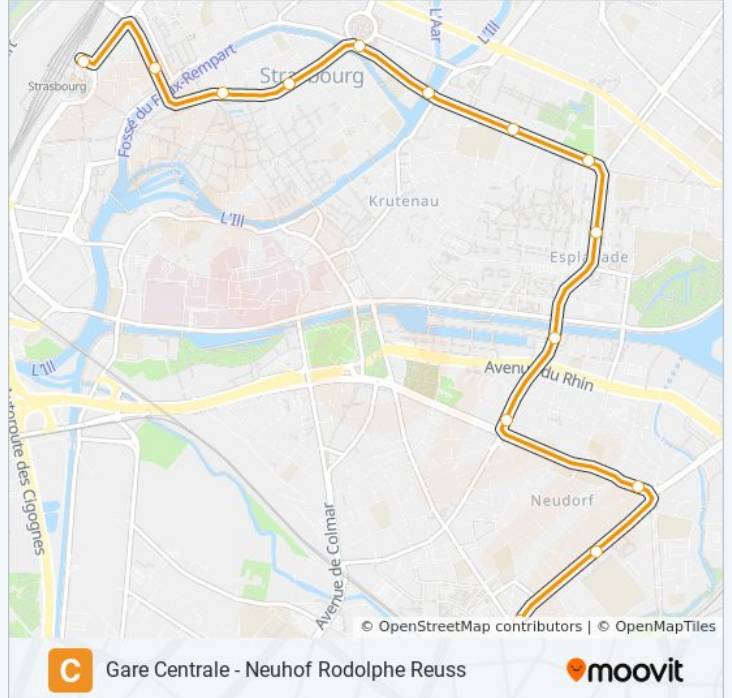 L'Aar
L'Ill
Fossé du Faux-Rempart
Strasbourg
Strasbourg
Krutenau
L'Ill
Esplanade
L'Ill
Avenue du Rhin
Autoroute des Cigognes
Neudorf
Avenue de Colmar
© OpenStreetMap contributors | © OpenMapTiles
C Gare Centrale - Neuhof Rodolphe Reuss moovit